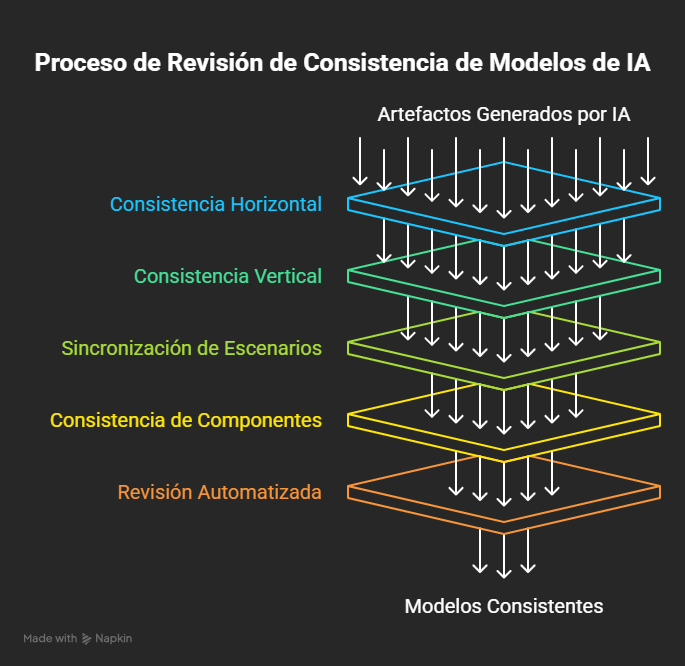 Proceso de Revisión de Consistencia de Modelos de IA
Artefactos Generados por IA
Consistencia Horizontal
Consistencia Vertical
Sincronización de Escenarios
Consistencia de Componentes
Revisión Automatizada
Modelos Consistentes
Made with Napkin